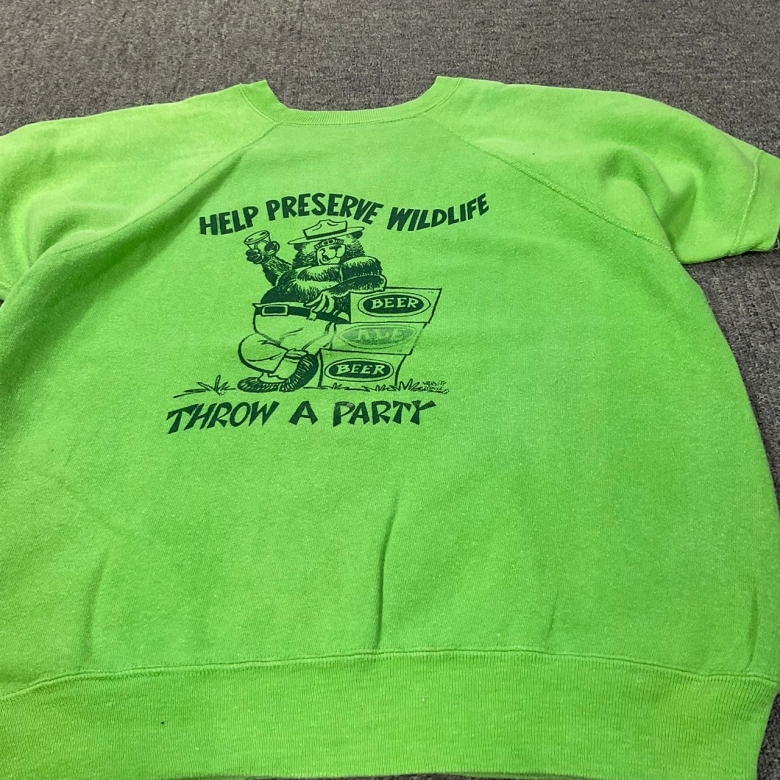 HELP PRESERVE WILDLIFE
BEER
BEER
THROW A PARTY